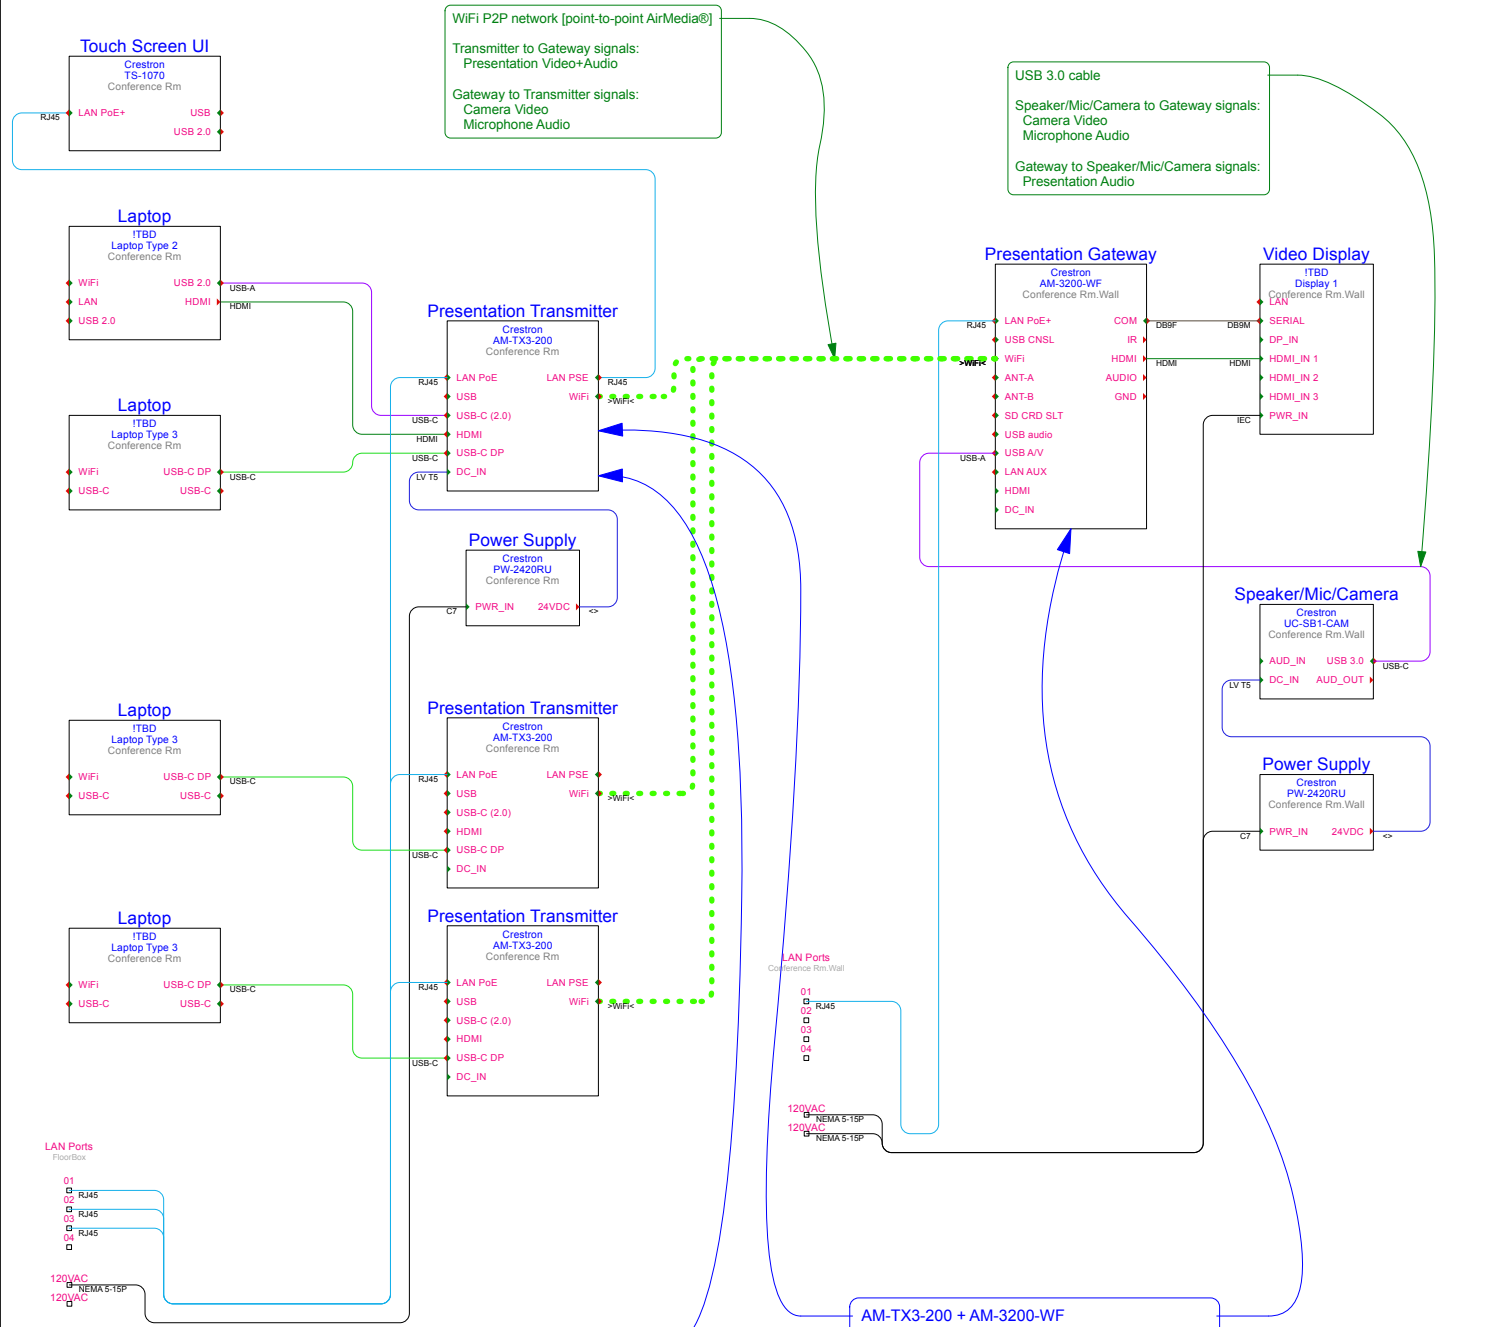 WiFi P2P network [point-to-point AirMedia®]
Transmitter to Gateway signals:
Presentation Video+Audio
Gateway to Transmitter signals:
Camera Video
Microphone Audio
USB 3.0 cable
Speaker/Mic/Camera to Gateway signals:
Camera Video
Microphone Audio
Gateway to Speaker/Mic/Camera signals:
Presentation Audio
Touch Screen UI
Crestron
TS-1070
Conference Rm
RJ45
LAN PoE+
USB
USB 2.0
Laptop
!TBD
Laptop Type 2
Conference Rm
WiFi
USB 2.0
USB-A
LAN
HDMI
HDMI
USB 2.0
Laptop
!TBD
Laptop Type 3
Conference Rm
WiFi
USB-C DP
USB-C
USB-C
USB-C
Presentation Transmitter
Crestron
AM-TX3-200
Conference Rm
RJ45
LAN PoE
LAN PSE
RJ45
USB
WiFi
>WiFi<
USB-C
USB-C (2.0)
HDMI
HDMI
USB-C
USB-C DP
LV T5
DC_IN
Power Supply
Crestron
PW-2420RU
Conference Rm
C7
PWR_IN
24VDC
<>
Laptop
!TBD
Laptop Type 3
Conference Rm
WiFi
USB-C DP
USB-C
USB-C
USB-C
Presentation Transmitter
Crestron
AM-TX3-200
Conference Rm
RJ45
LAN PoE
LAN PSE
USB
WiFi
>WiFi<
USB-C (2.0)
HDMI
USB-C
USB-C DP
DC_IN
Laptop
!TBD
Laptop Type 3
Conference Rm
WiFi
USB-C DP
USB-C
USB-C
USB-C
Presentation Transmitter
Crestron
AM-TX3-200
Conference Rm
RJ45
LAN PoE
LAN PSE
USB
WiFi
>WiFi<
USB-C (2.0)
HDMI
USB-C
USB-C DP
DC_IN
LAN Ports
FloorBox
01
RJ45
02
RJ45
03
RJ45
04
120VAC
NEMA 5-15P
120VAC
Presentation Gateway
Crestron
AM-3200-WF
Conference Rm.Wall
RJ45
LAN PoE+
COM
DB9F
USB CNSL
IR
>WiFi<
WiFi
HDMI
HDMI
ANT-A
AUDIO
ANT-B
GND
SD CRD SLT
USB audio
USB-A
USB A/V
LAN AUX
HDMI
DC_IN
Video Display
!TBD
Display 1
Conference Rm.Wall
LAN
DB9M
SERIAL
DP_IN
HDMI
HDMI_IN 1
HDMI_IN 2
HDMI_IN 3
IEC
PWR_IN
Speaker/Mic/Camera
Crestron
UC-SB1-CAM
Conference Rm.Wall
AUD_IN
USB 3.0
USB-C
LV T5
DC_IN
AUD_OUT
Power Supply
Crestron
PW-2420RU
Conference Rm.Wall
C7
PWR_IN
24VDC
<>
LAN Ports
Conference Rm.Wall
01
RJ45
02
03
04
120VAC
NEMA 5-15P
120VAC
NEMA 5-15P
AM-TX3-200 + AM-3200-WF